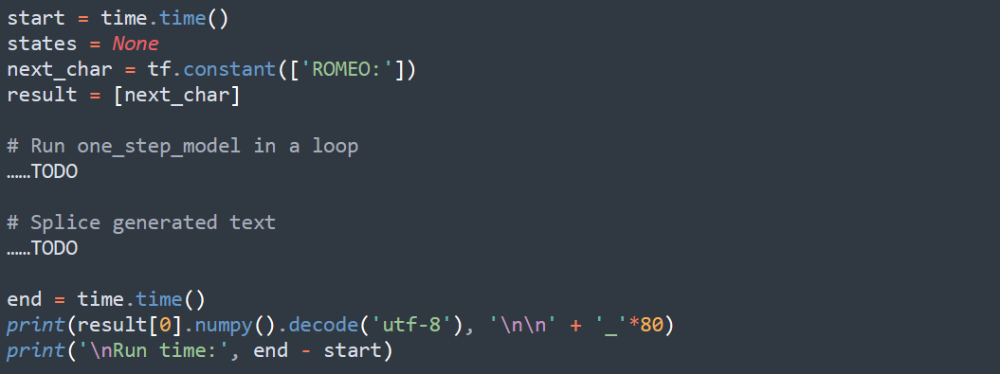 start = time.time()
states = None
next_char = tf.constant(['ROMEO:'])
result = [next_char]
# Run one_step_model in a loop
……TODO
# Splice generated text
……TODO
end = time.time()
print(result[0].numpy().decode('utf-8'), '\n\n' + '_'*80)
print('\nRun time:', end - start)